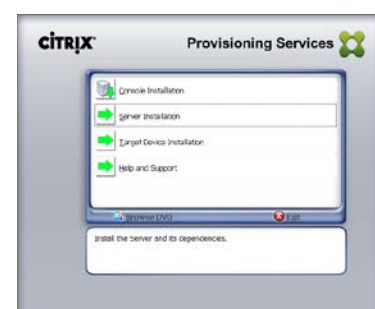 CITRIX
Provisioning Services
Console Installation
Server Installation
Target Device Installation
Help and Support
Browse DVD
Exit
Install the Server and its dependencies.